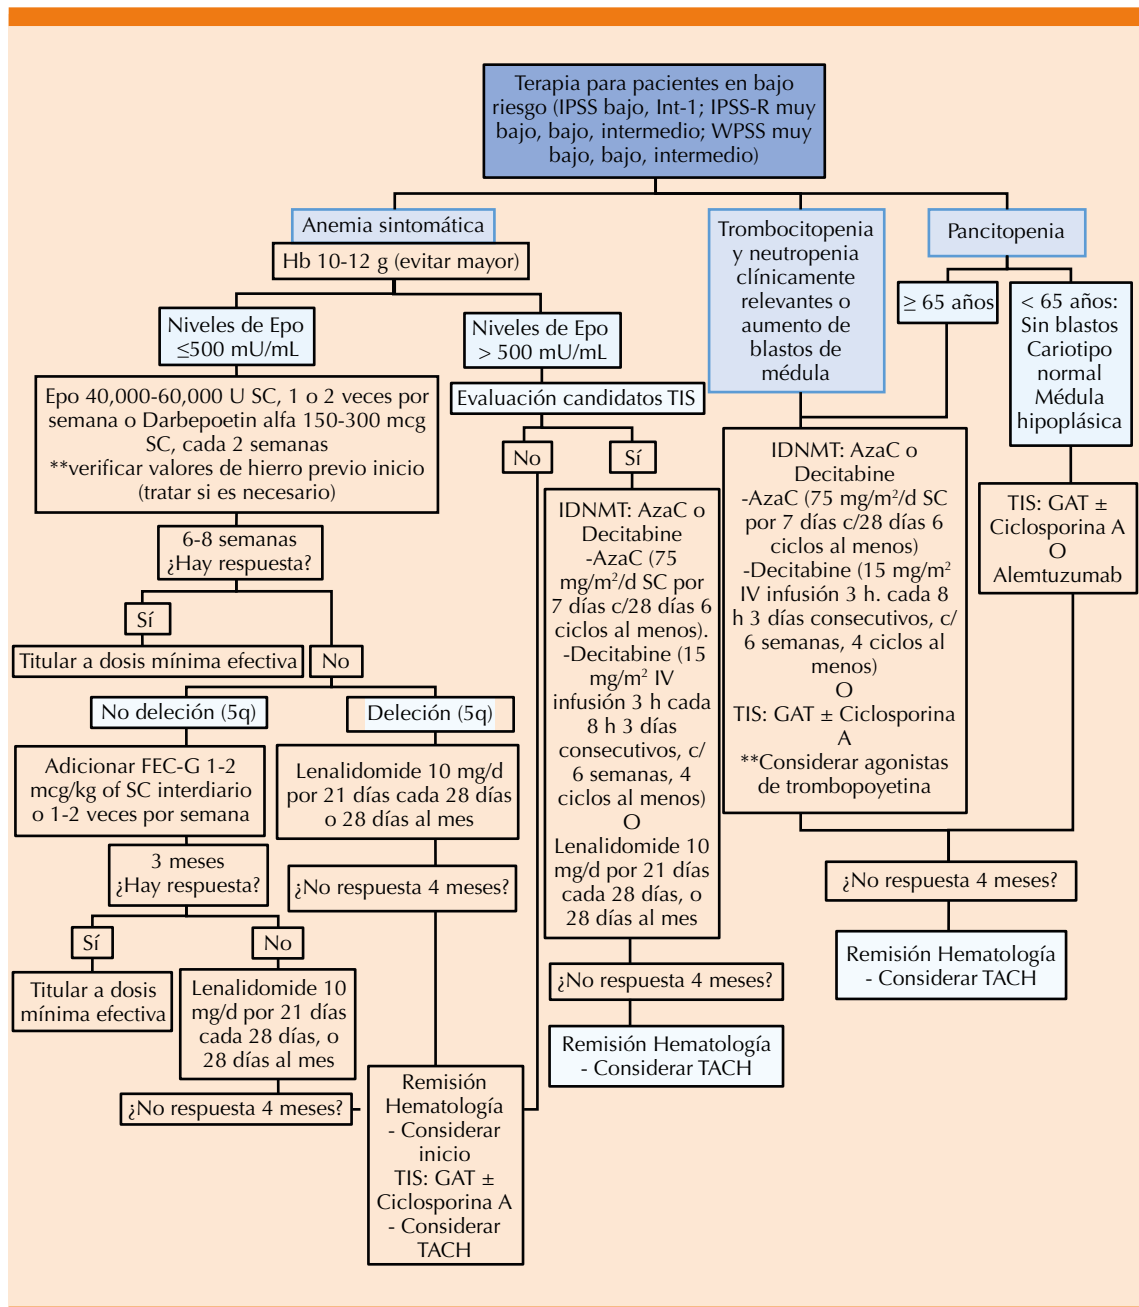 Terapia para pacientes en bajo
riesgo (IPSS bajo, Int-1; IPSS-R muy
bajo, bajo, intermedio; WPSS muy
bajo, bajo, intermedio)
Anemia sintomática
Hb 10-12 g (evitar mayor)
Niveles de Epo
≤500 mU/mL
Epo 40,000-60,000 U SC, 1 o 2 veces por
semana o Darbepoetin alfa 150-300 mcg
SC, cada 2 semanas
**verificar valores de hierro previo inicio
(tratar si es necesario)
6-8 semanas
¿Hay respuesta?
Sí
Titular a dosis mínima efectiva
No
No deleción (5q)
Adicionar FEC-G 1-2
mcg/kg of SC interdiario
o 1-2 veces por semana
3 meses
¿Hay respuesta?
Sí
Titular a dosis
mínima efectiva
No
Lenalidomide 10
mg/d por 21 días
cada 28 días, o
28 días al mes
¿No respuesta 4 meses?
Deleción (5q)
Lenalidomide 10 mg/d
por 21 días cada 28 días
o 28 días al mes
¿No respuesta 4 meses?
Remisión
Hematología
- Considerar
inicio
TIS: GAT ±
Ciclosporina A
- Considerar
TACH
Niveles de Epo
> 500 mU/mL
Evaluación candidatos TIS
No
Sí
IDNMT: AzaC o
Decitabine
-AzaC (75
mg/m²/d SC por
7 días c/28 días 6
ciclos al menos).
-Decitabine (15
mg/m² IV
infusión 3 h cada
8 h 3 días
consecutivos, c/
6 semanas, 4
ciclos al menos)
O
Lenalidomide 10
mg/d por 21 días
cada 28 días, o
28 días al mes
¿No respuesta 4 meses?
Remisión Hematología
- Considerar TACH
Trombocitopenia
y neutropenia
clínicamente
relevantes o
aumento de
blastos de
médula
IDNMT: AzaC o
Decitabine
-AzaC (75 mg/m²/d SC
por 7 días c/28 días 6
ciclos al menos)
-Decitabine (15 mg/m²
IV infusión 3 h. cada 8
h 3 días consecutivos, c/
6 semanas, 4 ciclos al
menos)
O
TIS: GAT ± Ciclosporina
A
**Considerar agonistas
de trombopoyetina
Pancitopenia
≥ 65 años
< 65 años:
Sin blastos
Cariotipo
normal
Médula
hipoplásica
TIS: GAT ±
Ciclosporina A
O
Alemtuzumab
¿No respuesta 4 meses?
Remisión Hematología
- Considerar TACH